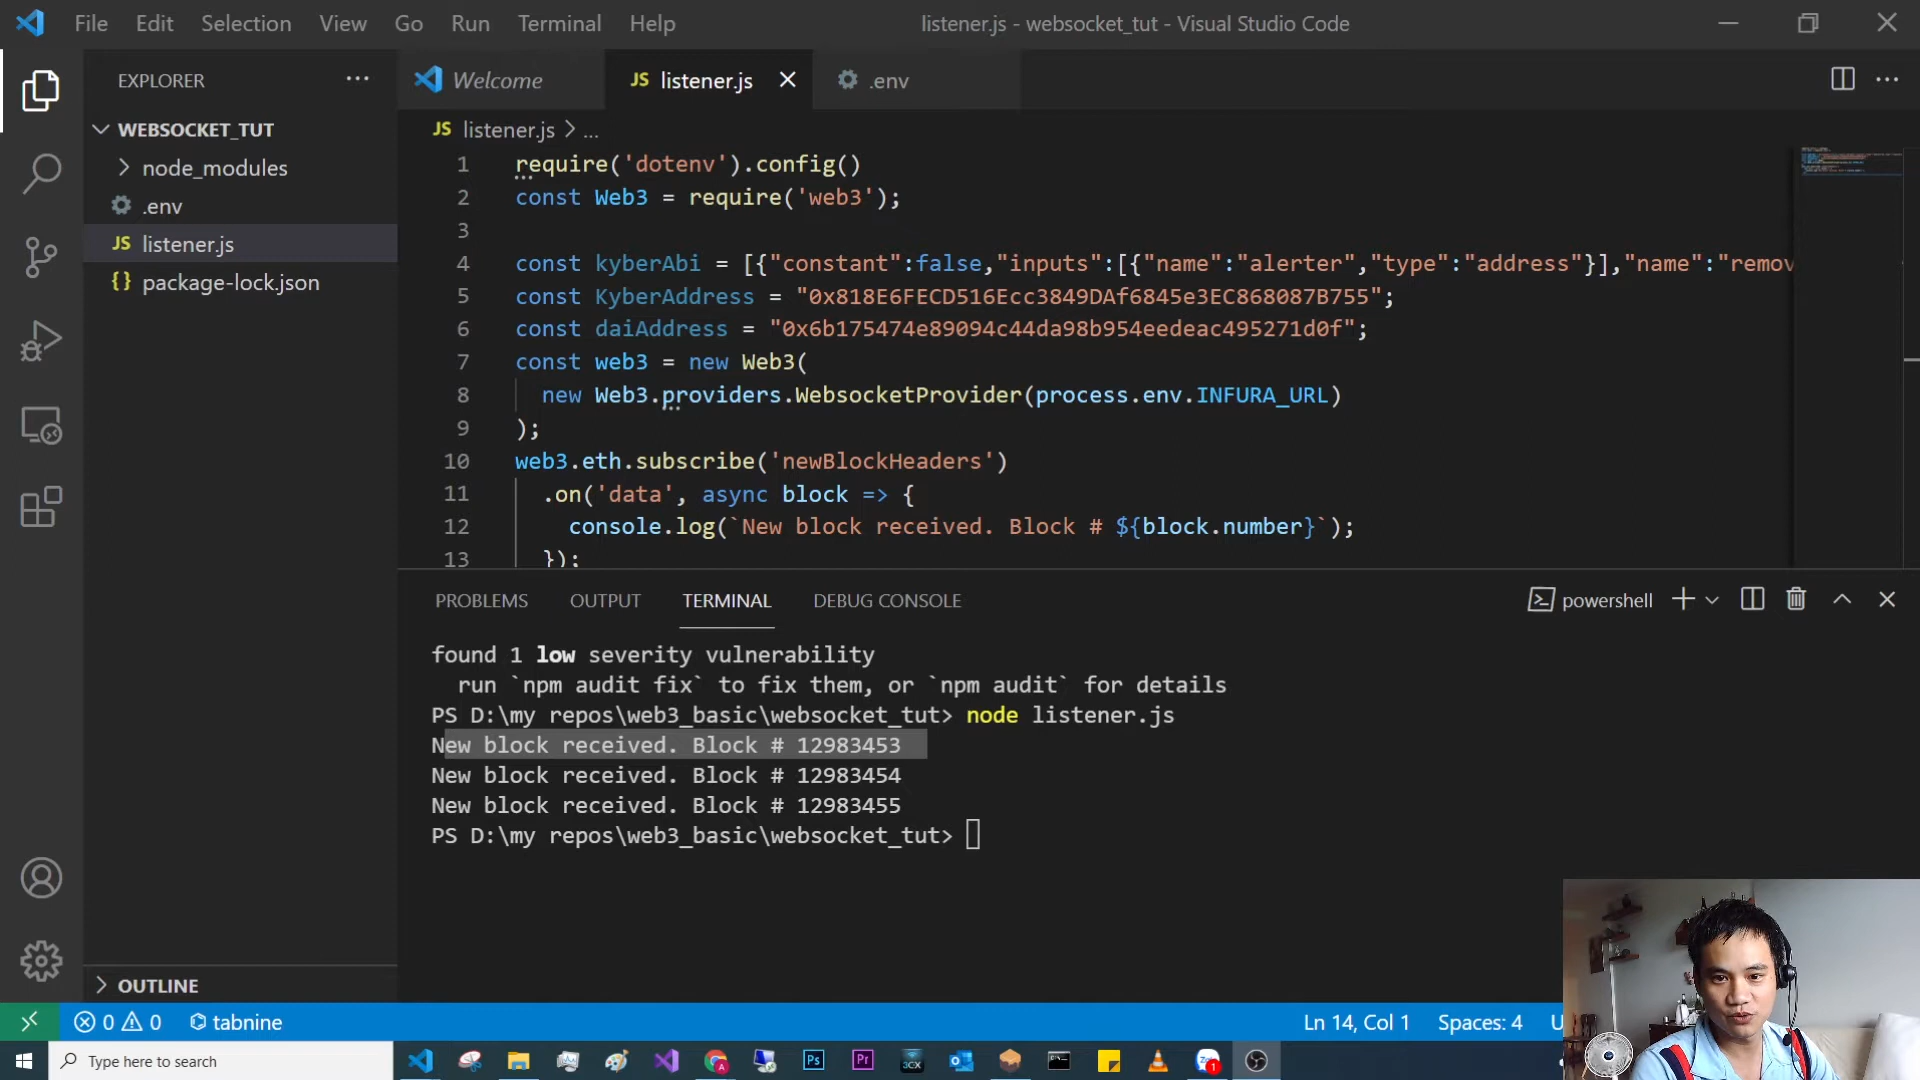 File Edit Selection View Go Run Terminal Help
listener.js - websocket_tut - Visual Studio Code
EXPLORER
WEBSOCKET_TUT
node_modules
.env
JS listener.js
{} package-lock.json
OUTLINE
Welcome
JS listener.js
.env
JS listener.js > ...
1 require('dotenv').config()
2 const Web3 = require('web3');
3
4 const kyberAbi = [{"constant":false,"inputs":[{"name":"alerter","type":"address"}],"name":"remov
5 const KyberAddress = "0x818E6FECD516Ecc3849DAf6845e3EC868087B755";
6 const daiAddress = "0x6b175474e89094c44da98b954eedeac495271d0f";
7 const web3 = new Web3(
8 new Web3.providers.WebsocketProvider(process.env.INFURA_URL)
9 );
10 web3.eth.subscribe('newBlockHeaders')
11 .on('data', async block => {
12 console.log(`New block received. Block # ${block.number}`);
13 });
PROBLEMS OUTPUT TERMINAL DEBUG CONSOLE
powershell
found 1 low severity vulnerability
run `npm audit fix` to fix them, or `npm audit` for details
PS D:\my repos\web3_basic\websocket_tut> node listener.js
New block received. Block # 12983453
New block received. Block # 12983454
New block received. Block # 12983455
PS D:\my repos\web3_basic\websocket_tut>
0 0 tabnine
Ln 14, Col 1 Spaces: 4 U
Type here to search
Ps
Pr
3CX
1